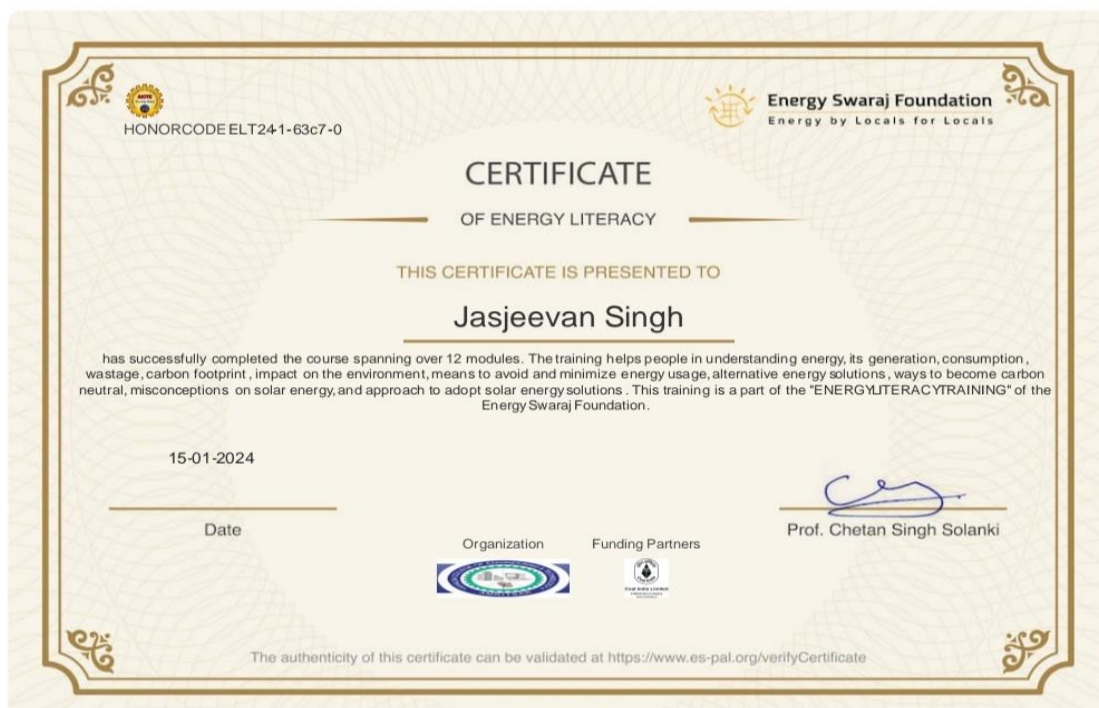 AICTE
HONORCODE ELT241-63c7-0
Energy Swaraj Foundation
Energy by Locals for Locals
CERTIFICATE
OF ENERGY LITERACY
THIS CERTIFICATE IS PRESENTED TO
Jasjeevan Singh
has successfully completed the course spanning over 12 modules. The training helps people in understanding energy, its generation, consumption,
wastage, carbon footprint, impact on the environment, means to avoid and minimize energy usage, alternative energy solutions, ways to become carbon
neutral, misconceptions on solar energy, and approach to adopt solar energy solutions. This training is a part of the "ENERGYLITERACYTRAINING" of the
Energy Swaraj Foundation.
15-01-2024
Date
Prof. Chetan Singh Solanki
Organization
Funding Partners
Coal India Limited
The authenticity of this certificate can be validated at https://www.es-pal.org/verifyCertificate